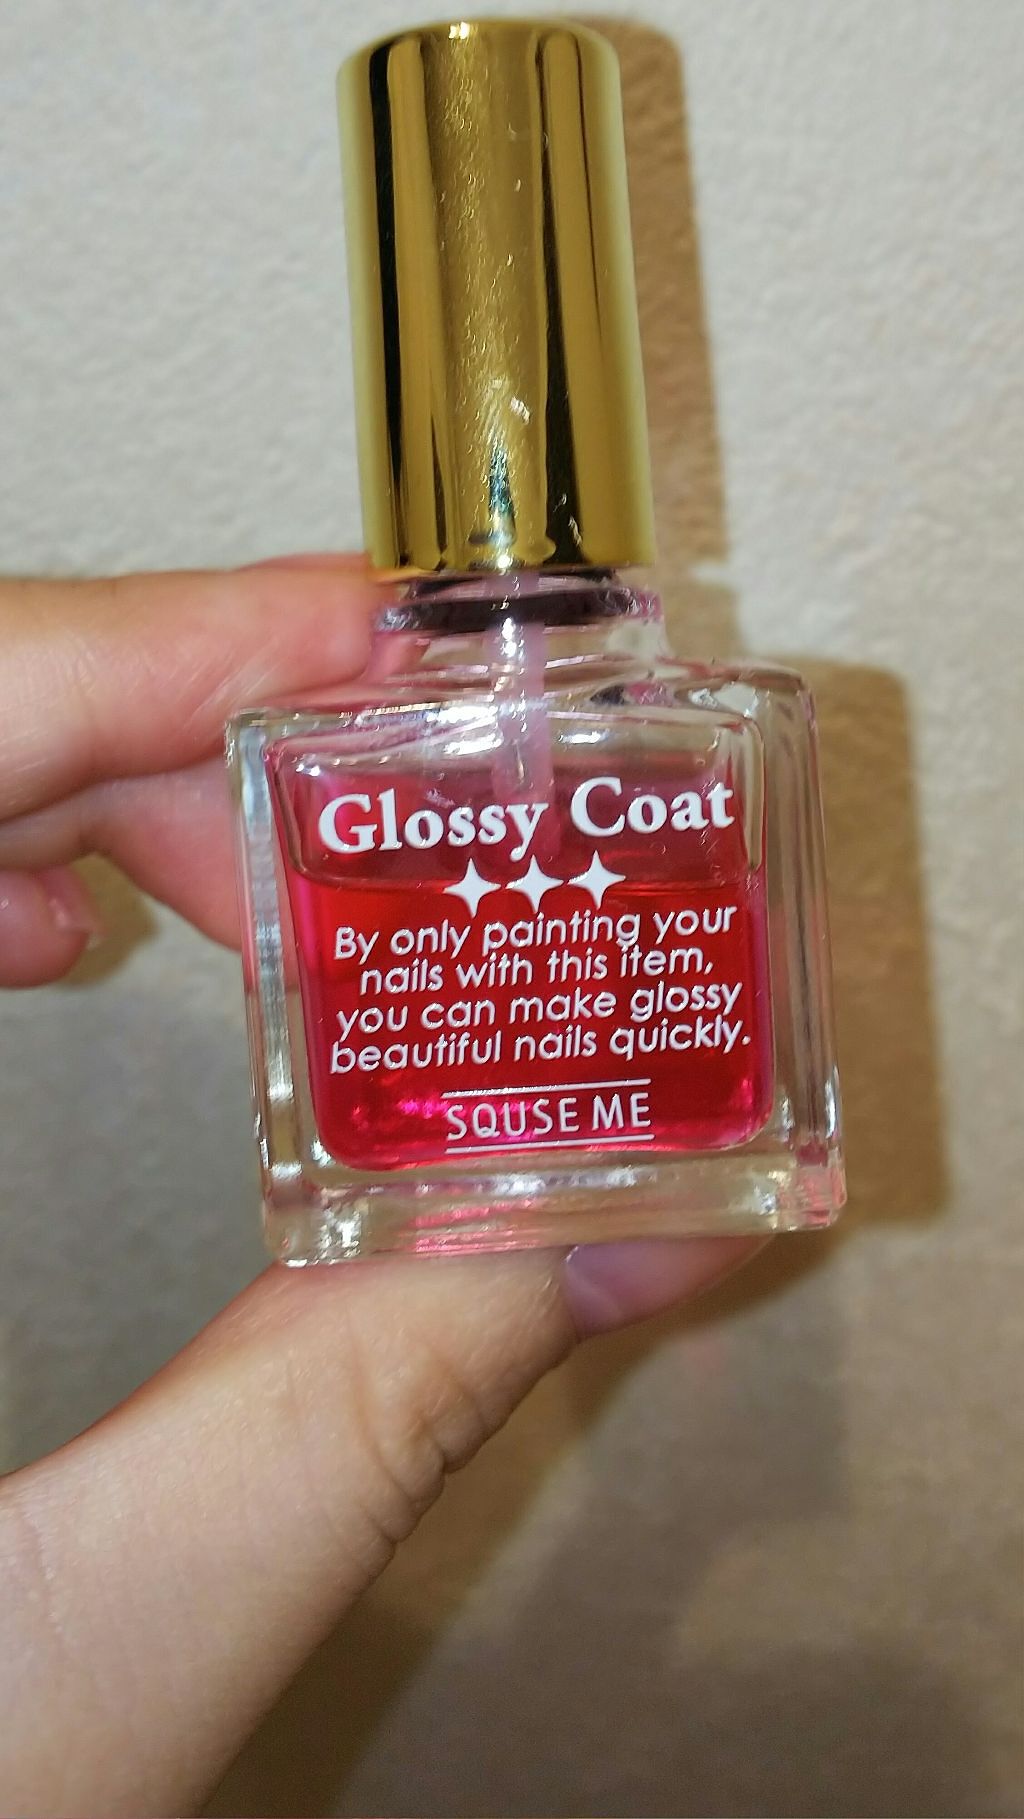 Glossy Coat
By only painting your
nails with this item,
you can make glossy
beautiful nails quickly.
SQUSE ME